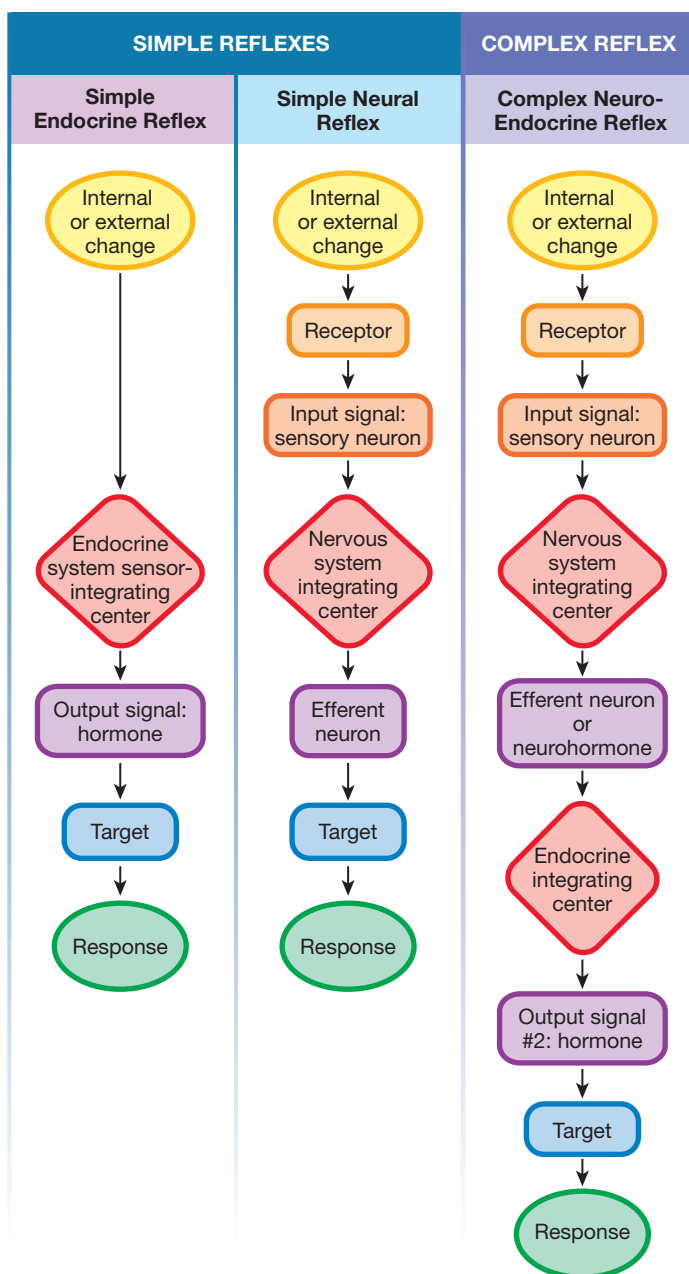 SIMPLE REFLEXES
COMPLEX REFLEX
Simple
Endocrine Reflex
Simple Neural
Reflex
Complex Neuro-
Endocrine Reflex
Internal
or external
change
Endocrine
system sensor-
integrating
center
Output signal:
hormone
Target
Response
Internal
or external
change
Receptor
Input signal:
sensory neuron
Nervous
system
integrating
center
Efferent
neuron
Target
Response
Internal
or external
change
Receptor
Input signal:
sensory neuron
Nervous
system
integrating
center
Efferent neuron
or
neurohormone
Endocrine
integrating
center
Output signal
#2: hormone
Target
Response